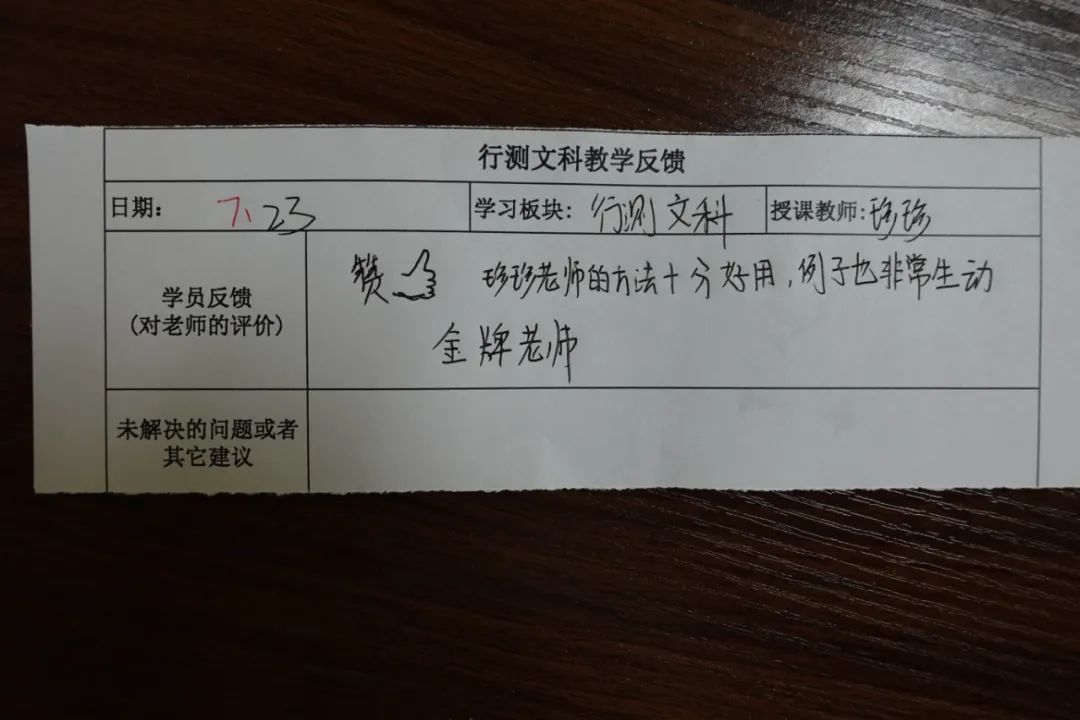 行测文科教学反馈
日期: 7、23 学习板块: 行测文科 授课教师: 珍珍
学员反馈
(对老师的评价)
赞 珍珍老师的方法十分好用,例子也非常生动
金牌老师
未解决的问题或者
其它建议